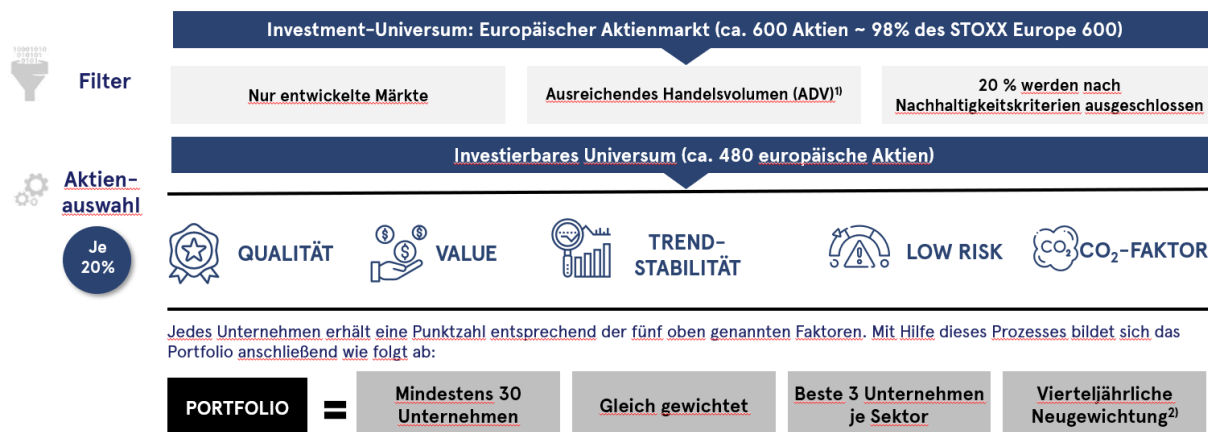 Investment-Universum: Europäischer Aktienmarkt (ca. 600 Aktien ~ 98% des STOXX Europe 600)
10001010
010101
Filter
Nur entwickelte Märkte
Ausreichendes Handelsvolumen (ADV)¹⁾
20 % werden nach
Nachhaltigkeitskriterien ausgeschlossen
Investierbares Universum (ca. 480 europäische Aktien)
Aktien-
auswahl
Je
20%
QUALITÄT
VALUE
TREND-
STABILITÄT
LOW RISK
CO₂
CO₂-FAKTOR
Jedes Unternehmen erhält eine Punktzahl entsprechend der fünf oben genannten Faktoren. Mit Hilfe dieses Prozesses bildet sich das
Portfolio anschließend wie folgt ab:
PORTFOLIO
=
Mindestens 30
Unternehmen
Gleich gewichtet
Beste 3 Unternehmen
je Sektor
Vierteljährliche
Neugewichtung²⁾